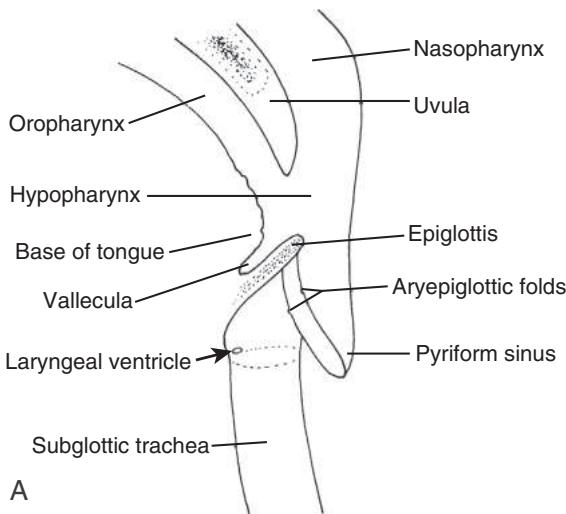 Nasopharynx
Uvula
Oropharynx
Hypopharynx
Epiglottis
Base of tongue
Aryepiglottic folds
Vallecula
Laryngeal ventricle
Pyriform sinus
Subglottic trachea
A